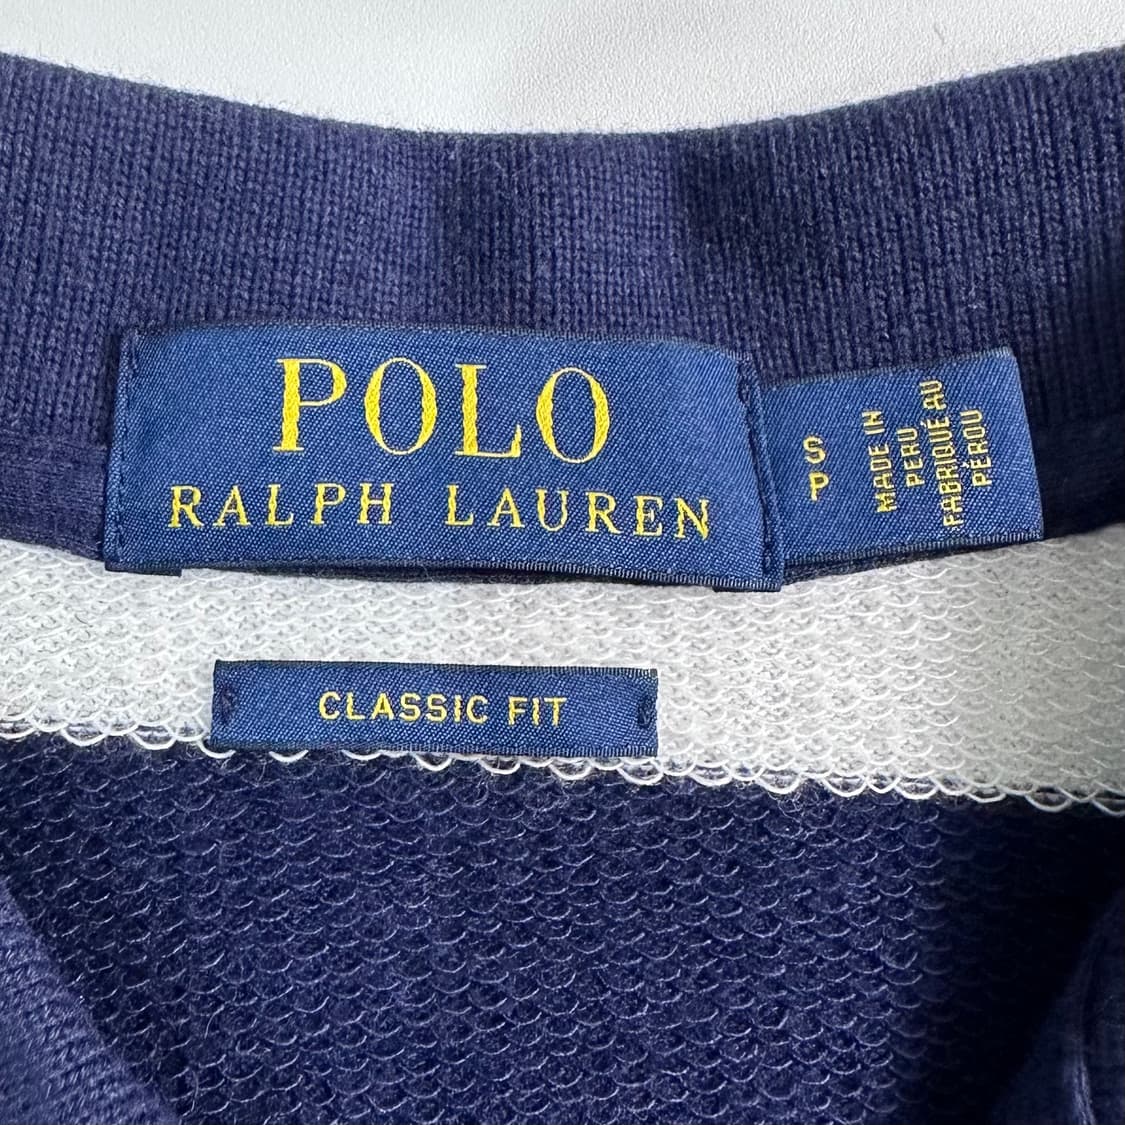 POLO
RALPH LAUREN
S
P
MADE IN
PERU
FABRIQUÉ AU
PÉROU
CLASSIC FIT